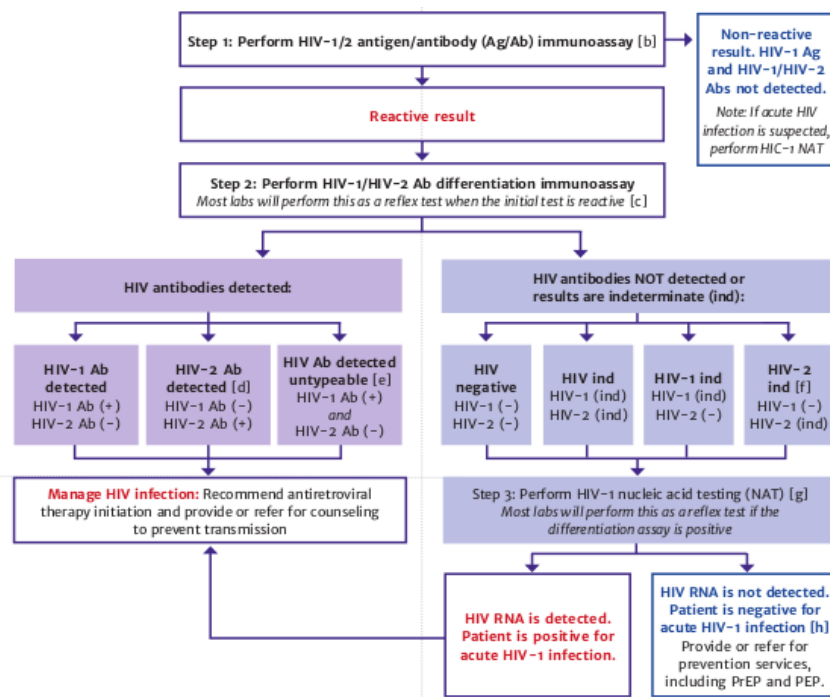 Step 1: Perform HIV-1/2 antigen/antibody (Ag/Ab) immunoassay [b]
Non-reactive
result. HIV-1 Ag
and HIV-1/HIV-2
Abs not detected.
Note: If acute HIV
infection is suspected,
perform HIC-1 NAT
Reactive result
Step 2: Perform HIV-1/HIV-2 Ab differentiation immunoassay
Most labs will perform this as a reflex test when the initial test is reactive [c]
HIV antibodies detected:
HIV antibodies NOT detected or
results are indeterminate (ind):
HIV-1 Ab
detected
HIV-1 Ab (+)
HIV-2 Ab (-)
HIV-2 Ab
detected [d]
HIV-1 Ab (-)
HIV-2 Ab (+)
HIV Ab detected
untypeable [e]
HIV-1 Ab (+)
and
HIV-2 Ab (-)
HIV
negative
HIV-1 (-)
HIV-2 (-)
HIV ind
HIV-1 (ind)
HIV-2 (ind)
HIV-1 ind
HIV-1 (ind)
HIV-2 (-)
HIV-2
ind [f]
HIV-1 (-)
HIV-2 (ind)
Manage HIV infection: Recommend antiretroviral
therapy initiation and provide or refer for counseling
to prevent transmission
Step 3: Perform HIV-1 nucleic acid testing (NAT) [g]
Most labs will perform this as a reflex test if the
differentiation assay is positive
HIV RNA is detected.
Patient is positive for
acute HIV-1 infection.
HIV RNA is not detected.
Patient is negative for
acute HIV-1 infection [h]
Provide or refer for
prevention services,
including PrEP and PEP.